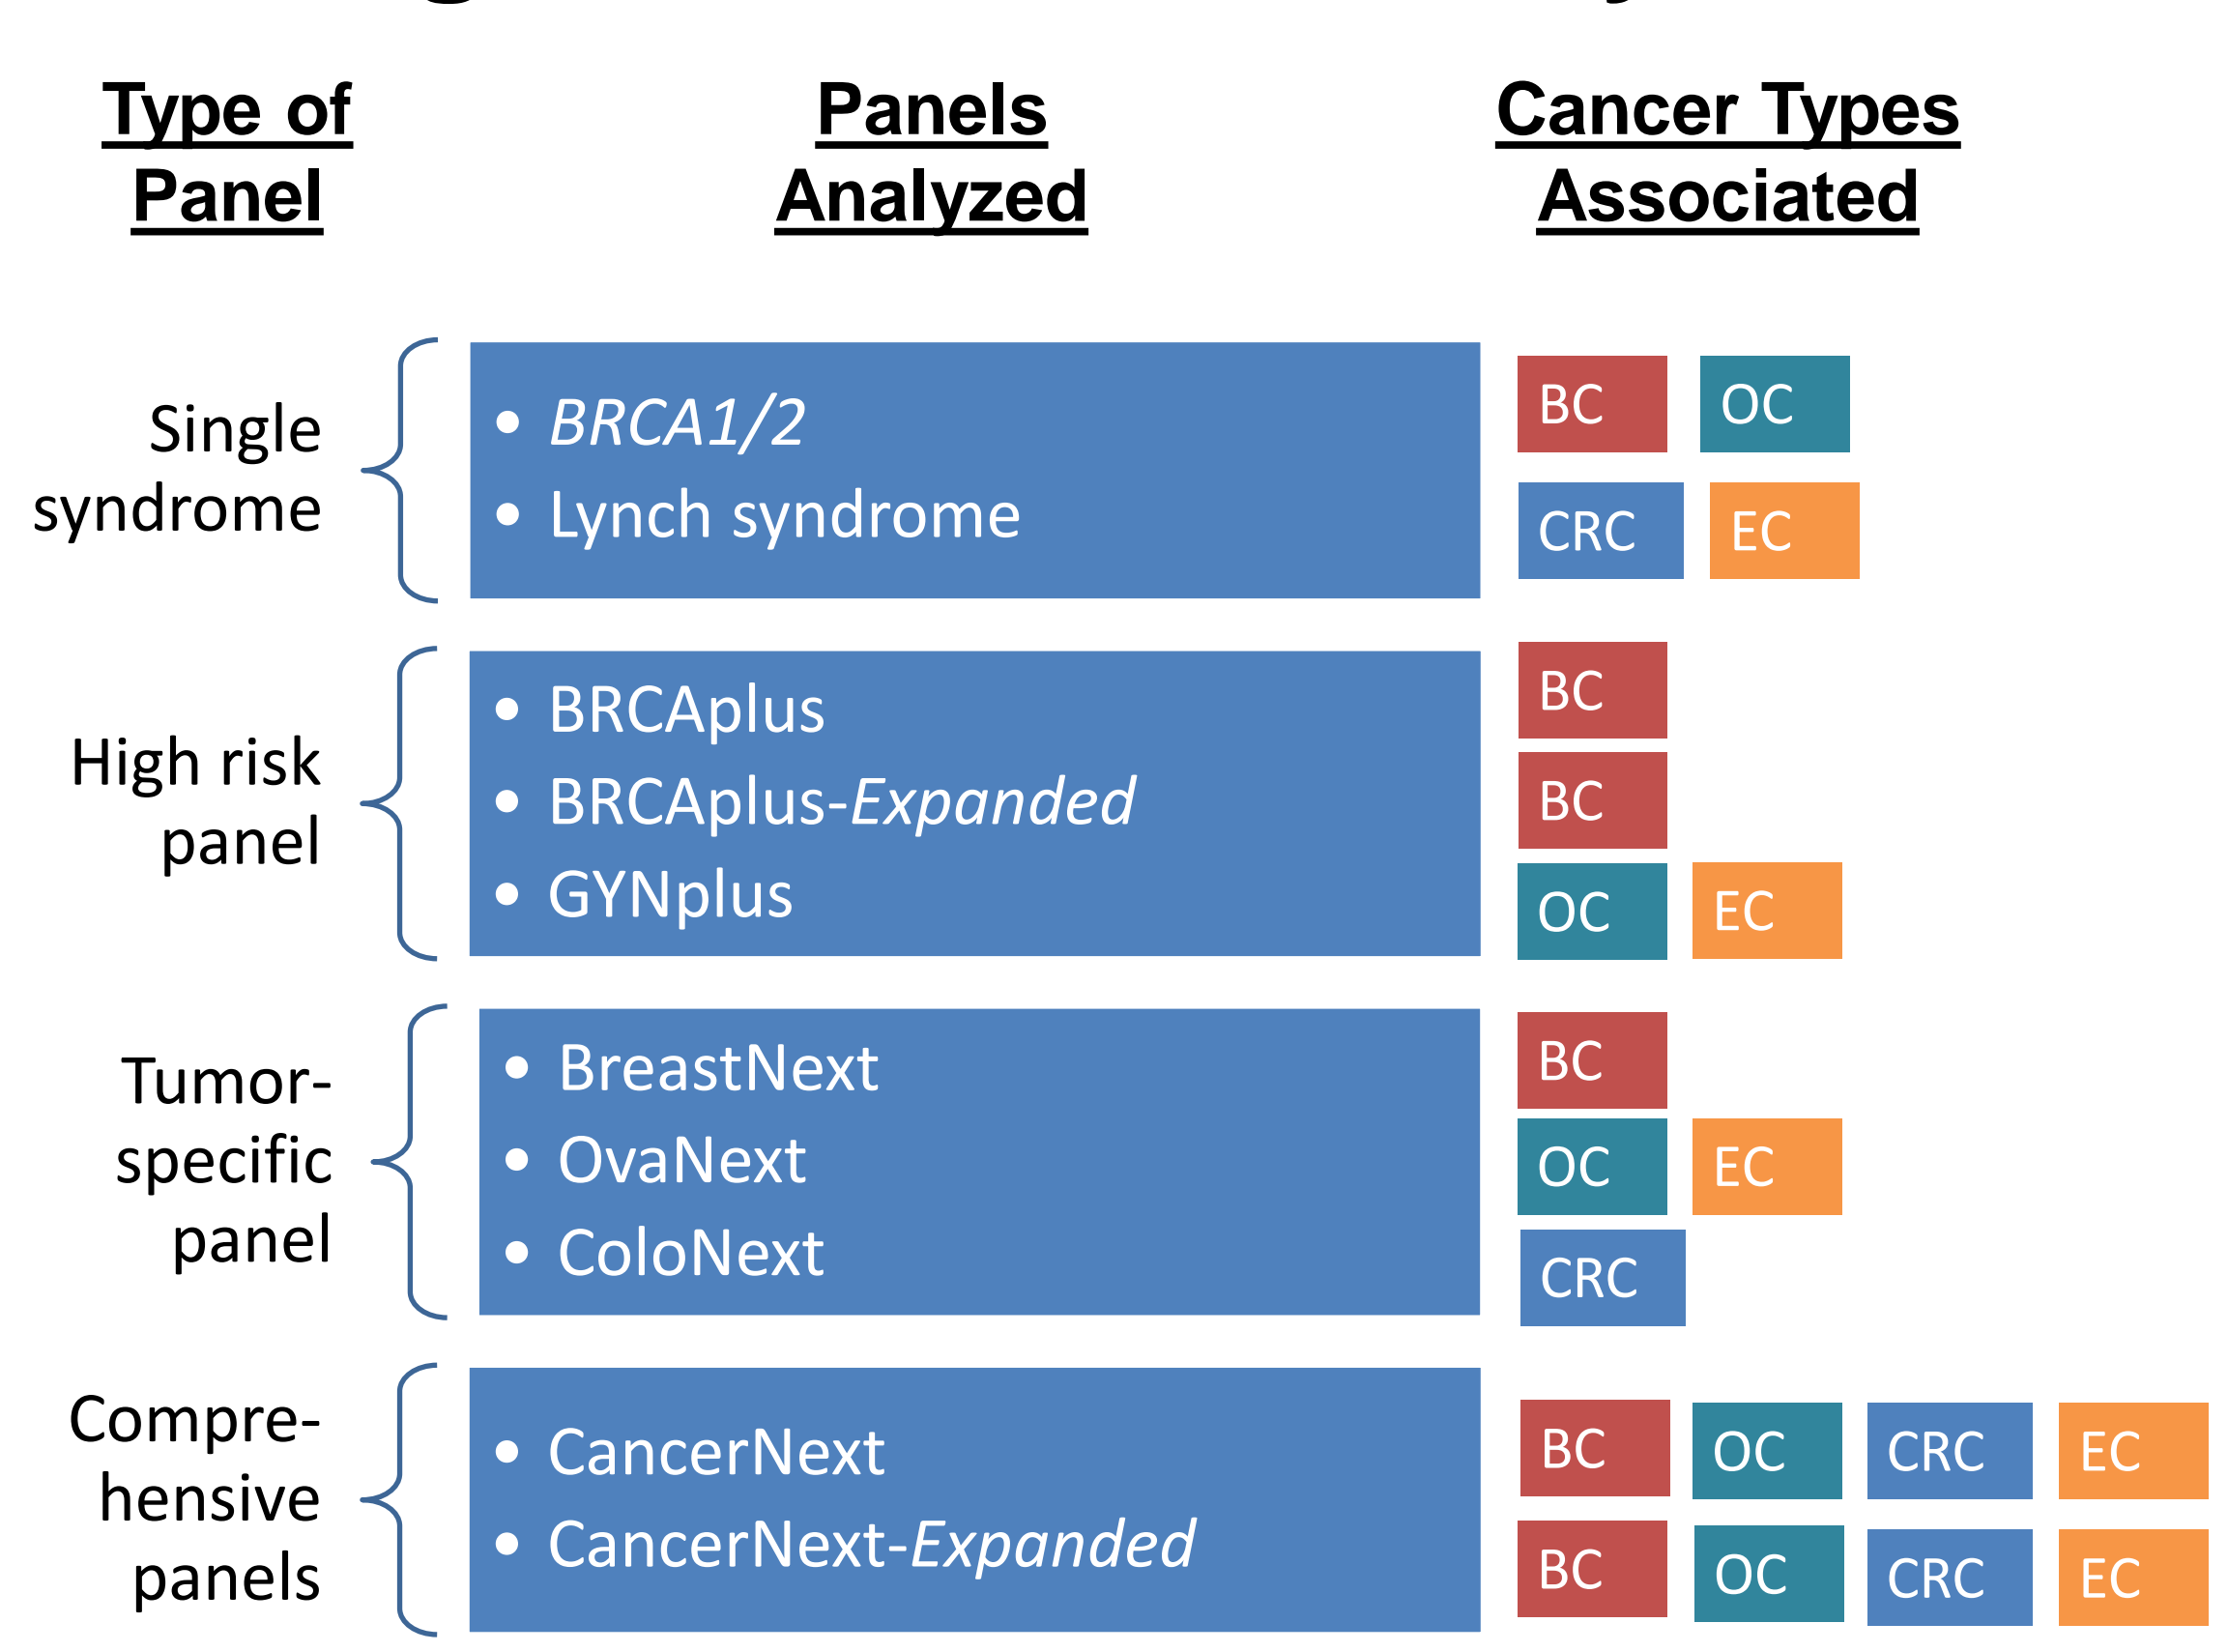 Type of Panel
Panels Analyzed
Cancer Types Associated
Single
syndrome
• BRCA1/2
• Lynch syndrome
BC OC
CRC EC
High risk
panel
• BRCAplus
• BRCAplus-Expanded
• GYNplus
BC
BC
OC EC
Tumor-
specific
panel
• BreastNext
• OvaNext
• ColoNext
BC
OC EC
CRC
Compre-
hensive
panels
• CancerNext
• CancerNext-Expanded
BC OC CRC EC
BC OC CRC EC